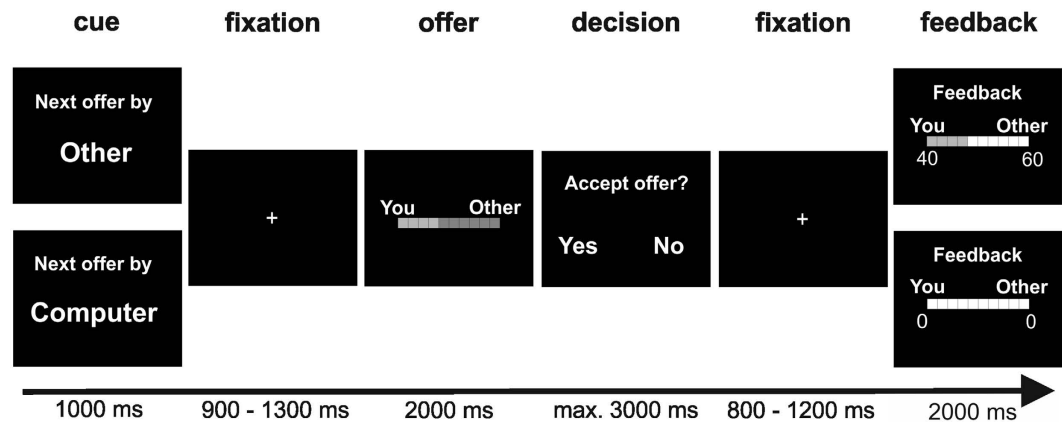 cue fixation offer decision fixation feedback
Next offer by
Other
Next offer by
Computer
+
You Other
Accept offer?
Yes No
+
Feedback
You Other
40 60
Feedback
You Other
0 0
1000 ms 900 - 1300 ms 2000 ms max. 3000 ms 800 - 1200 ms 2000 ms